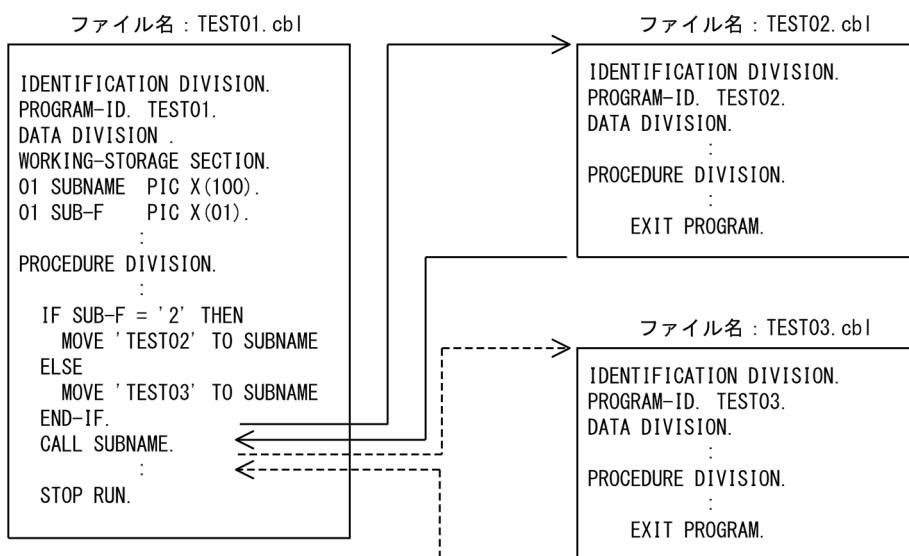 ファイル名：TEST01.cbl
IDENTIFICATION DIVISION.
PROGRAM-ID. TEST01.
DATA DIVISION .
WORKING-STORAGE SECTION.
01 SUBNAME  PIC X(100).
01 SUB-F    PIC X(01).
:
PROCEDURE DIVISION.
:
IF SUB-F = '2' THEN
MOVE 'TEST02' TO SUBNAME
ELSE
MOVE 'TEST03' TO SUBNAME
END-IF.
CALL SUBNAME.
:
STOP RUN.
ファイル名：TEST02.cbl
IDENTIFICATION DIVISION.
PROGRAM-ID. TEST02.
DATA DIVISION.
:
PROCEDURE DIVISION.
:
EXIT PROGRAM.
ファイル名：TEST03.cbl
IDENTIFICATION DIVISION.
PROGRAM-ID. TEST03.
DATA DIVISION.
:
PROCEDURE DIVISION.
:
EXIT PROGRAM.